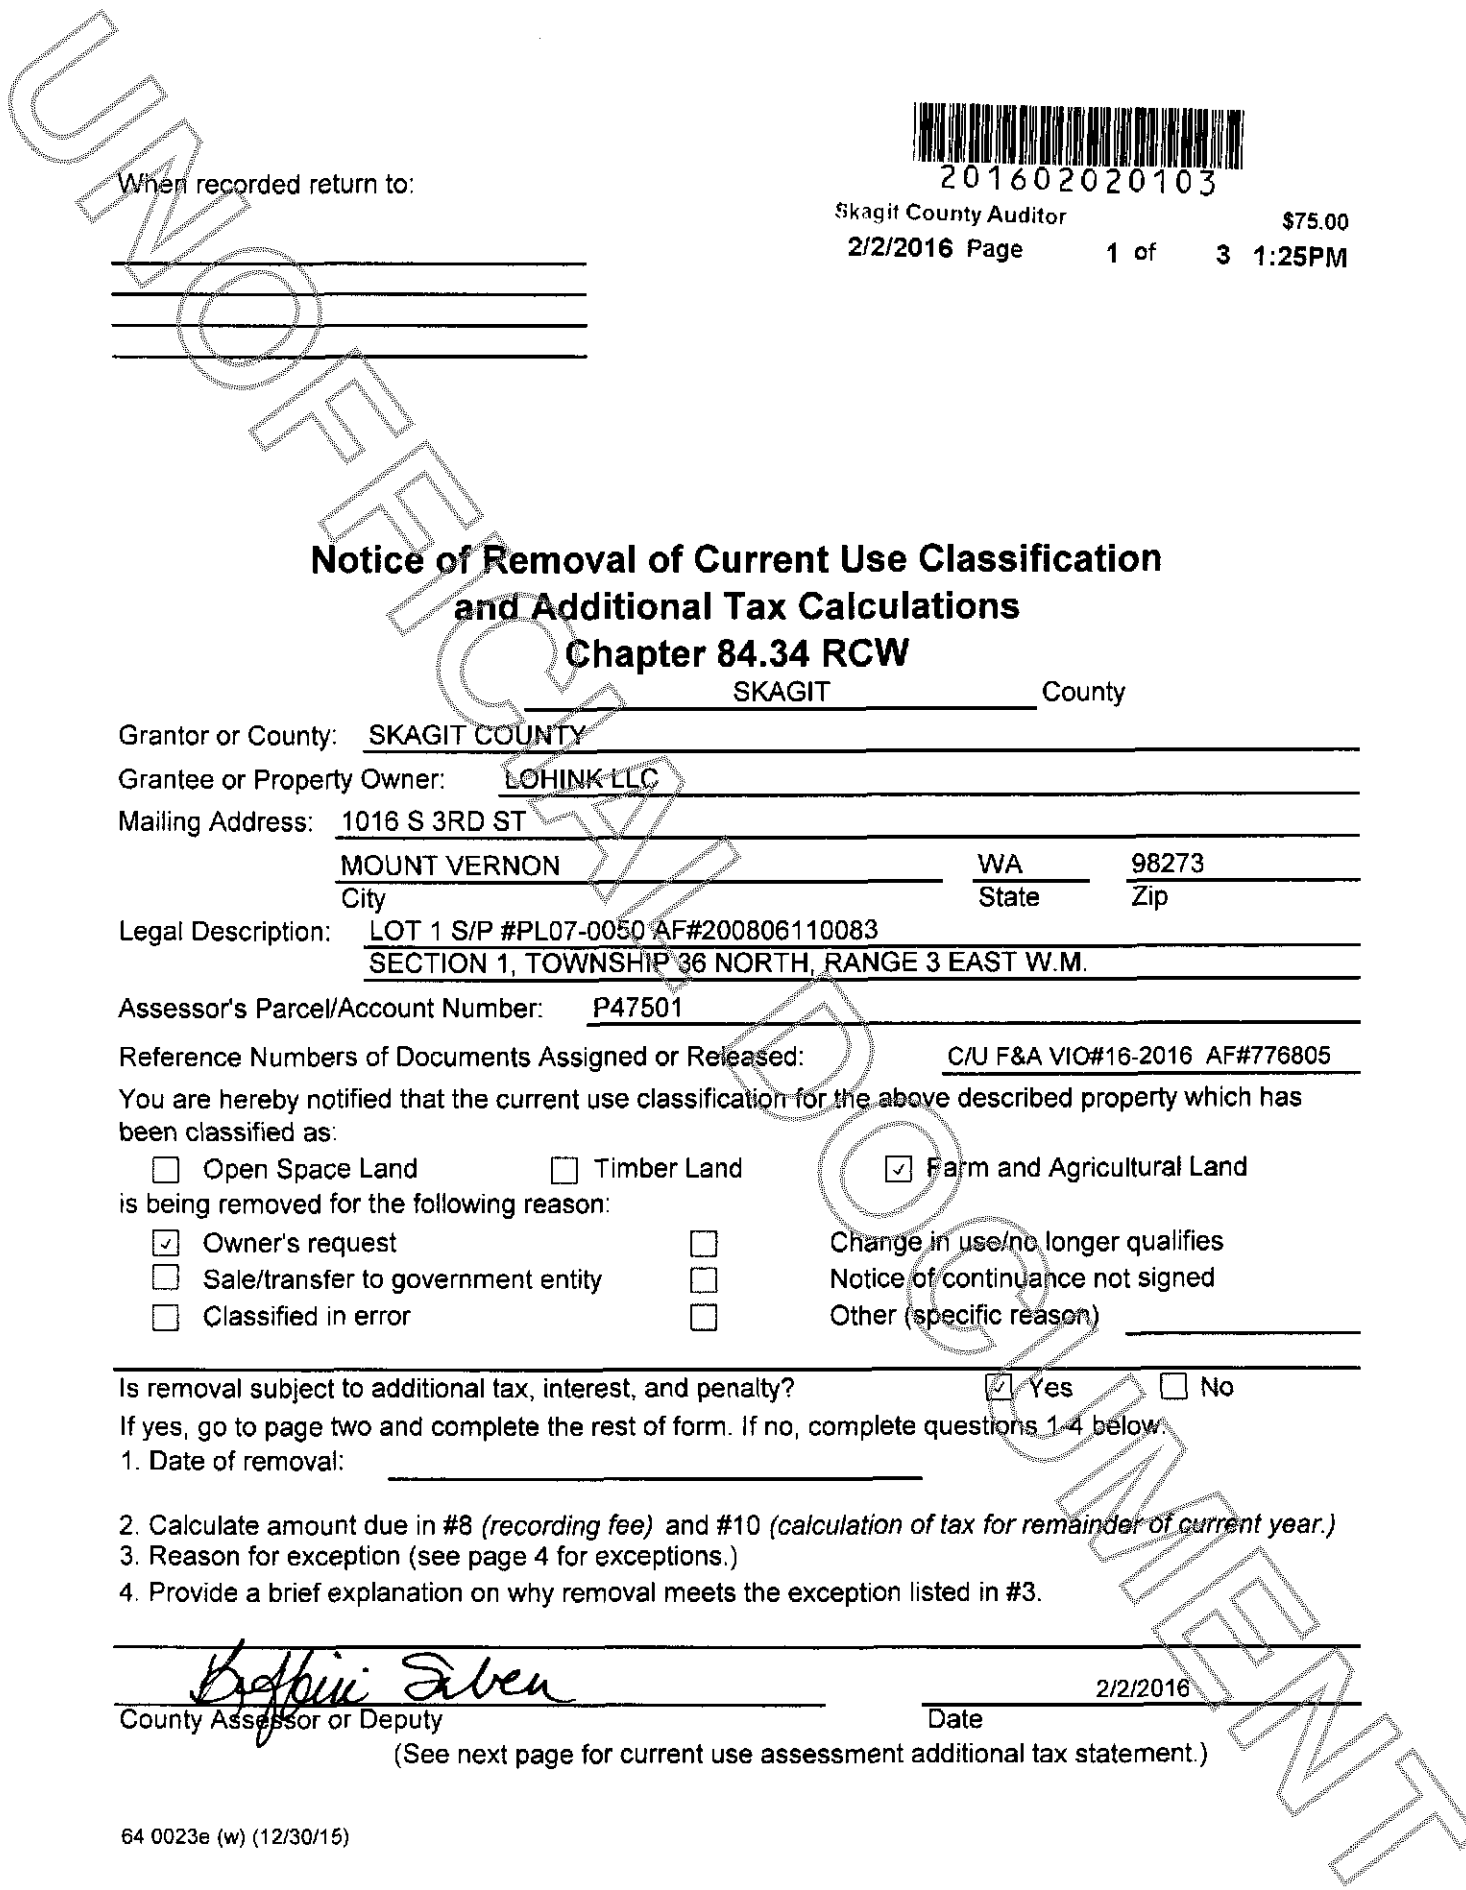 UNOFFICIAL DOCUMENT
201602020103
When recorded return to:
Skagit County Auditor $75.00
2/2/2016 Page 1 of 3 1:25PM
Notice of Removal of Current Use Classification
and Additional Tax Calculations
Chapter 84.34 RCW
SKAGIT County
Grantor or County: SKAGIT COUNTY
Grantee or Property Owner: LOHINK LLC
Mailing Address: 1016 S 3RD ST
MOUNT VERNON WA 98273
City State Zip
Legal Description: LOT 1 S/P #PL07-0050 AF#200806110083
SECTION 1, TOWNSHIP 36 NORTH, RANGE 3 EAST W.M.
Assessor's Parcel/Account Number: P47501
Reference Numbers of Documents Assigned or Released: C/U F&A VIO#16-2016 AF#776805
You are hereby notified that the current use classification for the above described property which has
been classified as:
Open Space Land Timber Land Farm and Agricultural Land
is being removed for the following reason:
Owner's request Change in use/no longer qualifies
Sale/transfer to government entity Notice of continuance not signed
Classified in error Other (specific reason)
Is removal subject to additional tax, interest, and penalty? Yes No
If yes, go to page two and complete the rest of form. If no, complete questions 1-4 below.
1. Date of removal:
2. Calculate amount due in #8 (recording fee) and #10 (calculation of tax for remainder of current year.)
3. Reason for exception (see page 4 for exceptions.)
4. Provide a brief explanation on why removal meets the exception listed in #3.
2/2/2016
County Assessor or Deputy Date
(See next page for current use assessment additional tax statement.)
64 0023e (w) (12/30/15)